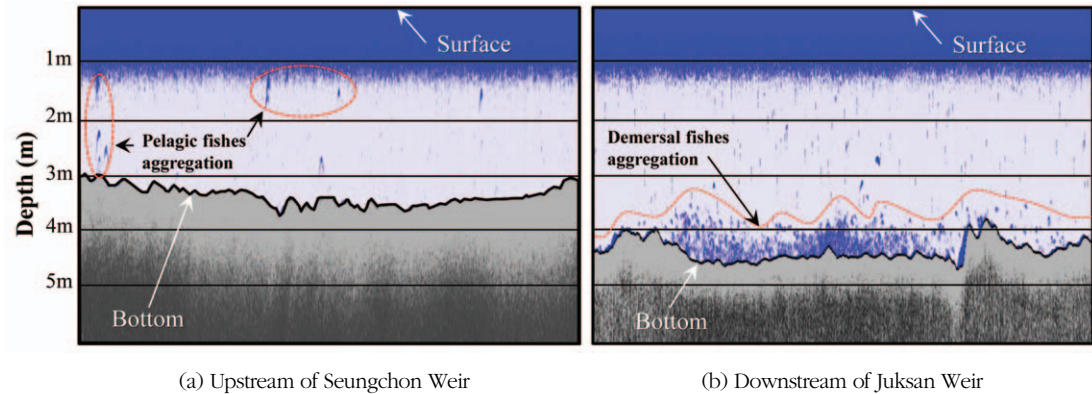 Depth (m)
1m
2m
3m
4m
5m
Surface
Pelagic fishes
aggregation
Bottom
(a) Upstream of Seungchon Weir
Surface
Demersal fishes
aggregation
Bottom
(b) Downstream of Juksan Weir